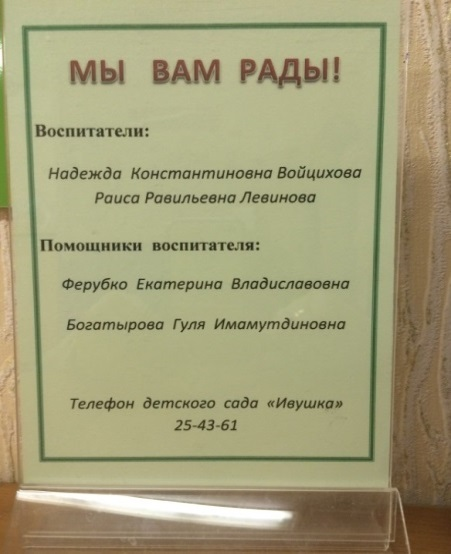 МЫ ВАМ РАДЫ!
Воспитатели:
Надежда Константиновна Войцихова
Раиса Равильевна Левинова
Помощники воспитателя:
Ферубко Екатерина Владиславовна
Богатырова Гуля Имамутдиновна
Телефон детского сада «Ивушка»
25-43-61